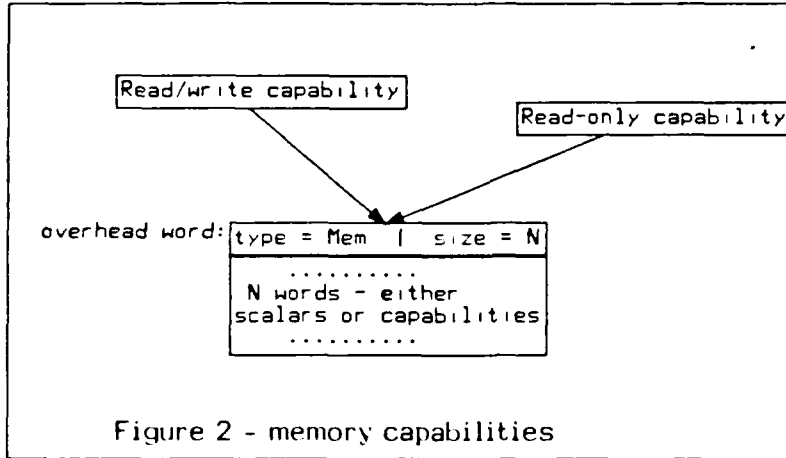 Read/write capability
Read-only capability
overhead word:
type = Mem | size = N
..........
N words - either
scalars or capabilities
..........
Figure 2 - memory capabilities